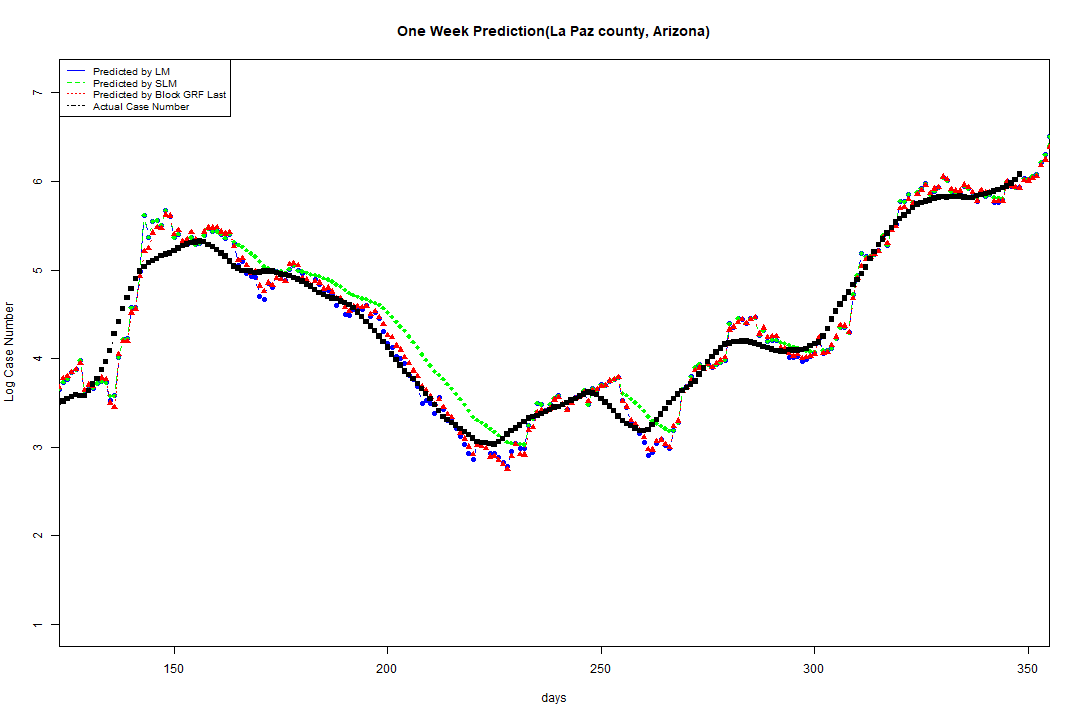 One Week Prediction(La Paz county, Arizona)
Predicted by LM
Predicted by SLM
Predicted by Block GRF Last
Actual Case Number
Log Case Number
7
6
5
4
3
2
1
150 200 250 300 350
days